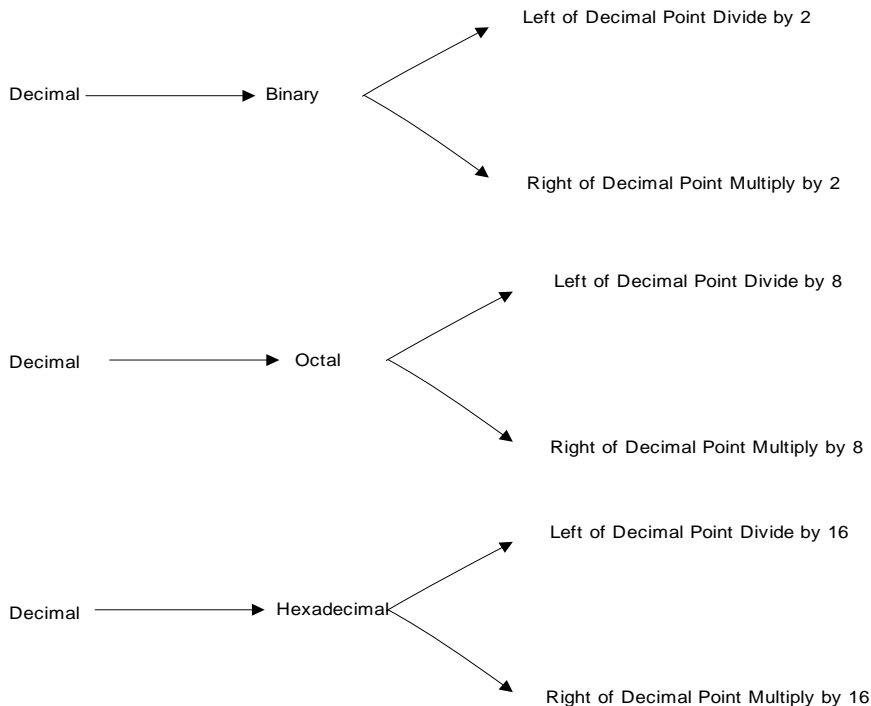 Left of Decimal Point Divide by 2
Decimal
Binary
Right of Decimal Point Multiply by 2
Left of Decimal Point Divide by 8
Decimal
Octal
Right of Decimal Point Multiply by 8
Left of Decimal Point Divide by 16
Decimal
Hexadecimal
Right of Decimal Point Multiply by 16